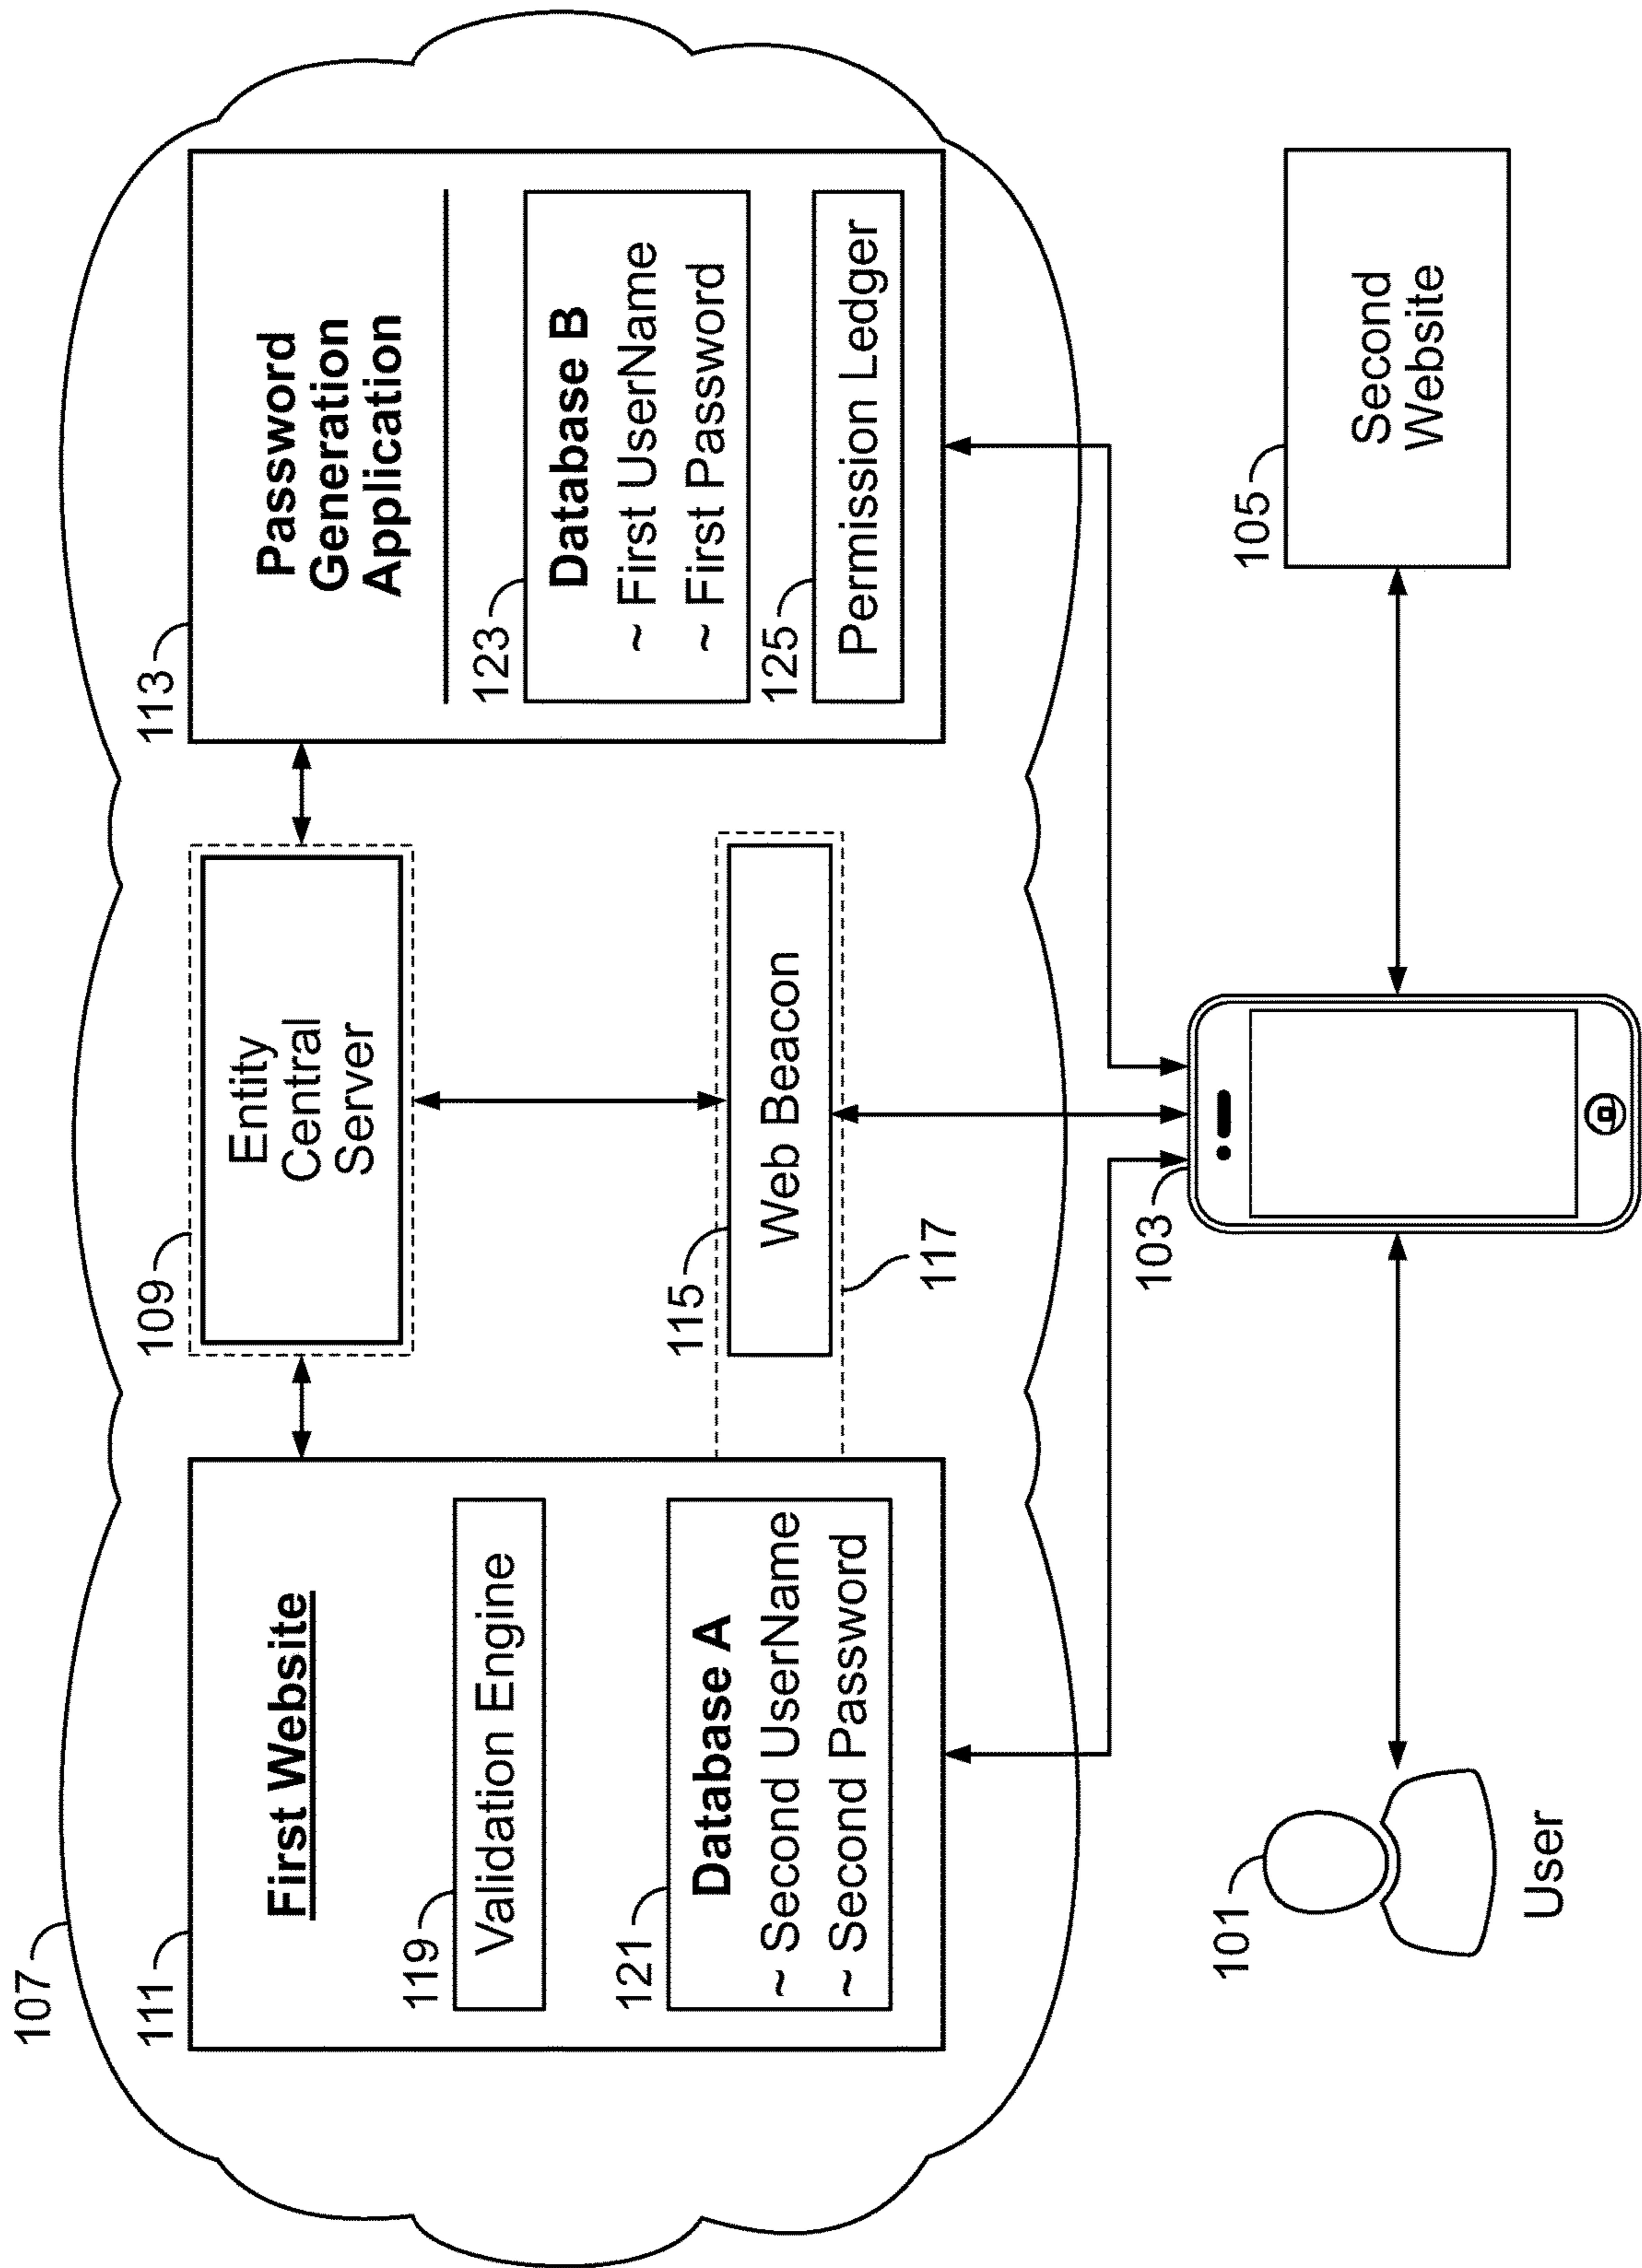 107
111
First Website
119
Validation Engine
121
Database A
~ Second UserName
~ Second Password
109
Entity
Central
Server
115
Web Beacon
117
113
Password
Generation
Application
123
Database B
~ First UserName
~ First Password
125
Permission Ledger
101
User
103
105
Second
Website